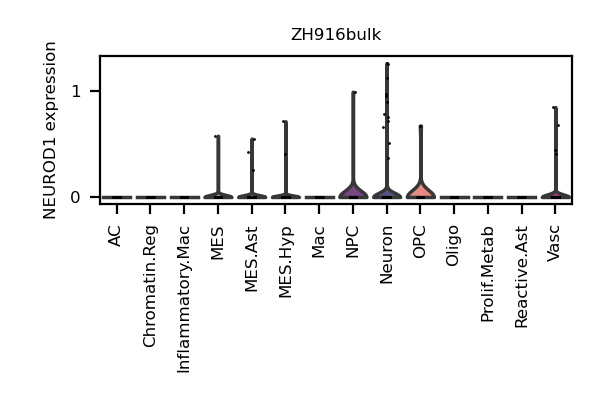 ZH916bulk
NEUROD1 expression
1
0
AC
Chromatin.Reg
Inflammatory.Mac
MES
MES.Ast
MES.Hyp
Mac
NPC
Neuron
OPC
Oligo
Prolif.Metab
Reactive.Ast
Vasc